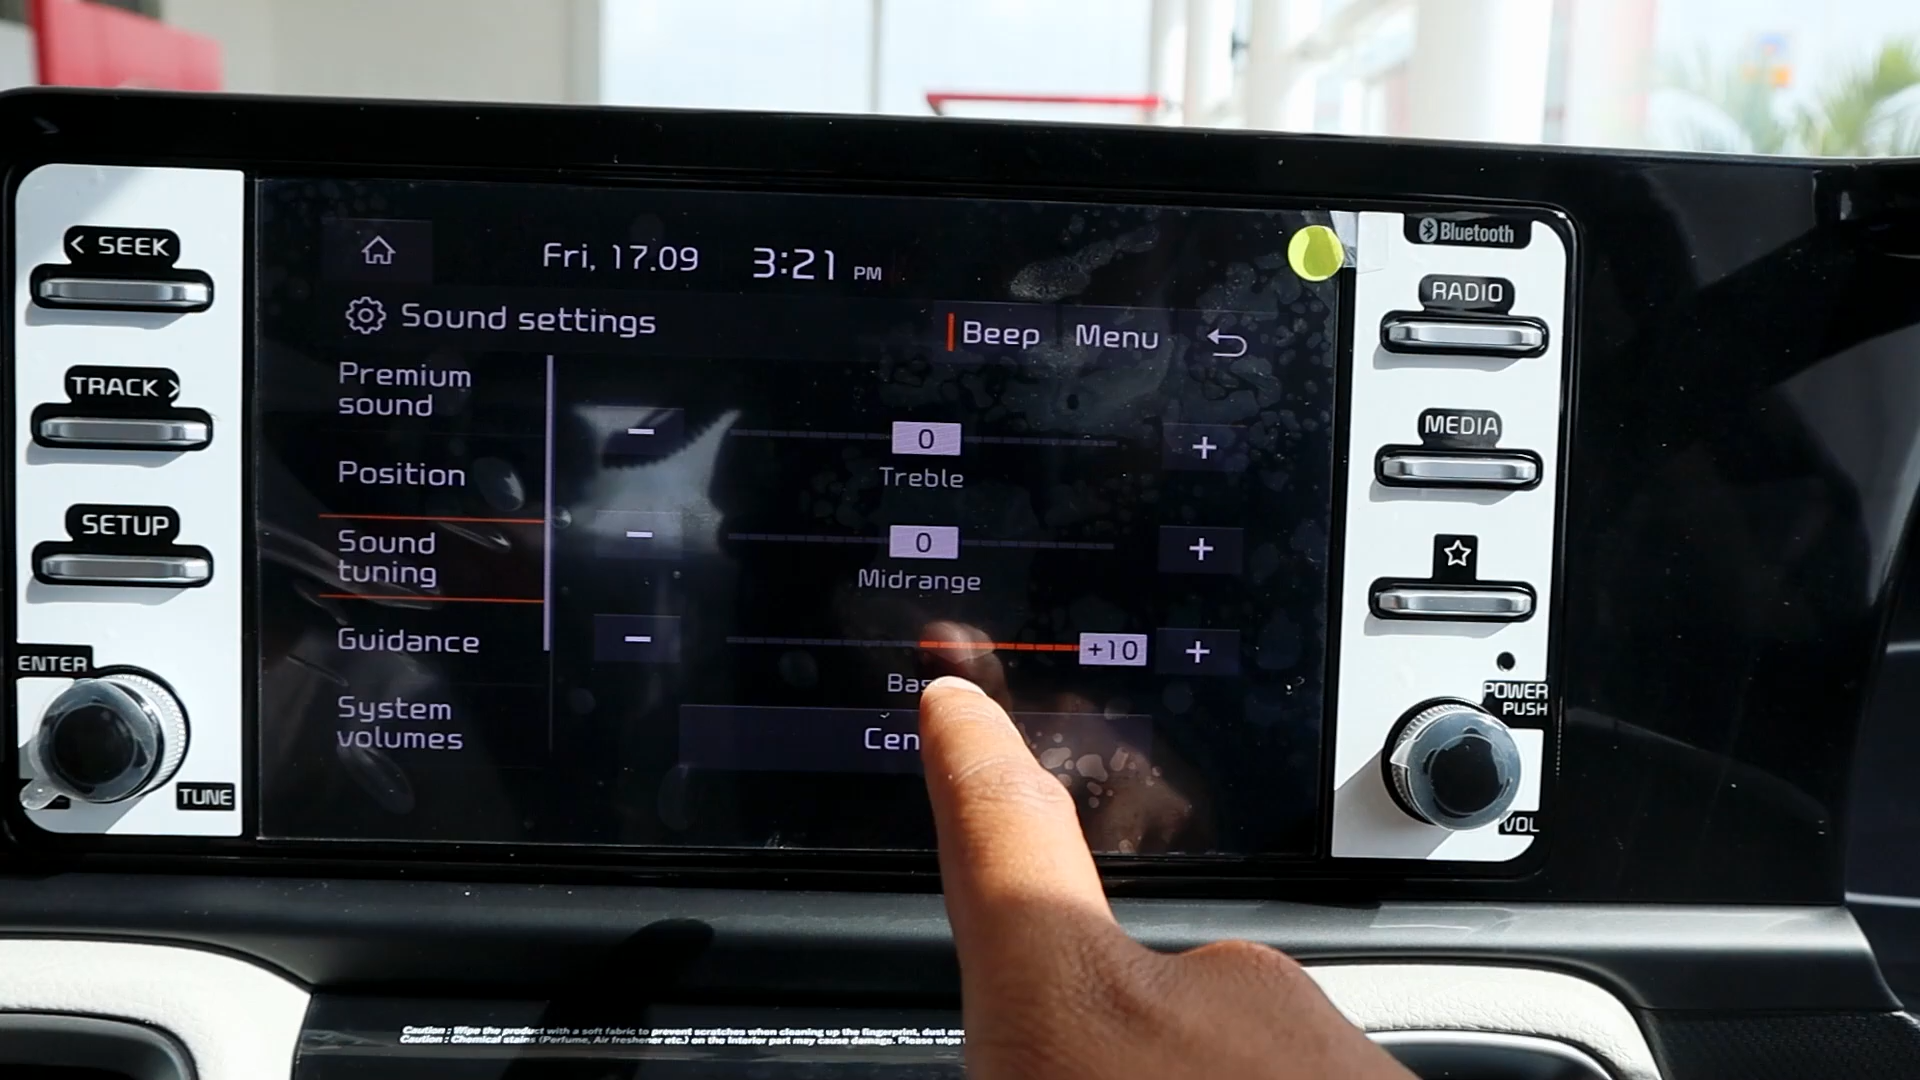 < SEEK
TRACK >
SETUP
ENTER
TUNE
Fri, 17.09 3:21 PM
Sound settings
Beep Menu
Premium
sound
Position
Sound
tuning
Guidance
System
volumes
− 0 +
Treble
− 0 +
Midrange
− +10 +
Bas
Cen
Bluetooth
RADIO
MEDIA
POWER
PUSH
VOL
Caution : Wipe the product with a soft fabric to prevent scratches when cleaning up the fingerprint, dust and
Caution : Chemical stains (Perfume, Air freshener etc.) on the interior part may cause damage. Please wipe